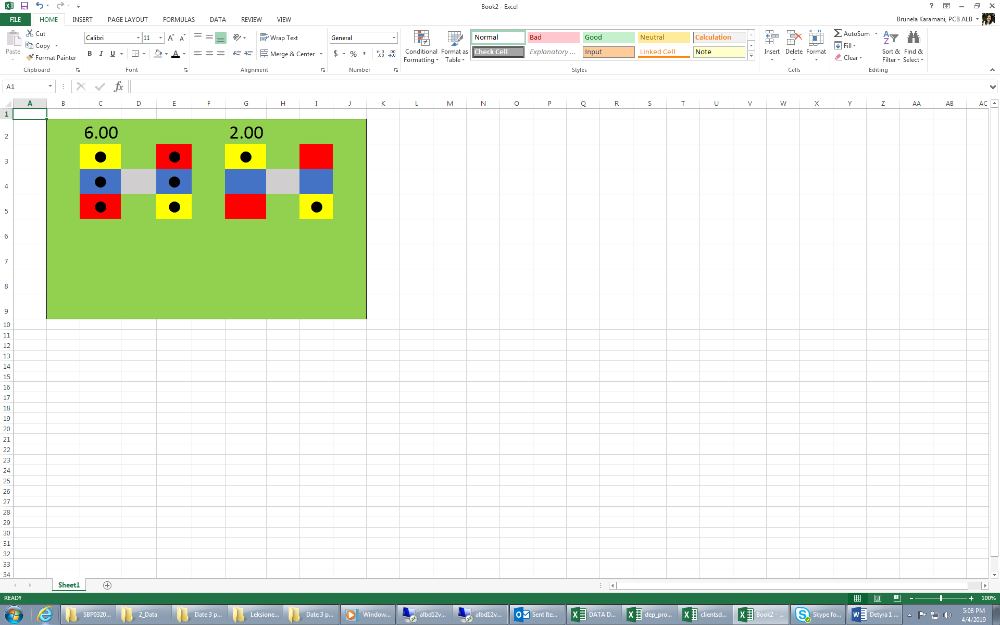 Book2 - Excel
?
FILE HOME INSERT PAGE LAYOUT FORMULAS DATA REVIEW VIEW
Brunela Karamani, PCB ALB
Paste
Cut
Copy
Format Painter
Clipboard
Calibri 11
B I U A
Font
Wrap Text
Merge & Center
Alignment
General
$ % ,
Number
Conditional Formatting
Format as Table
Normal Bad Good Neutral Calculation
Check Cell Explanatory ... Input Linked Cell Note
Styles
Insert Delete Format
Cells
AutoSum
Fill
Clear
Sort & Filter
Find & Select
Editing
A1
fx
A B C D E F G H I J K L M N O P Q R S T U V W X Y Z AA AB AC
1
2 6.00 2.00
3
4
5
6
7
8
9
10
11
12
13
14
15
16
17
18
19
20
21
22
23
24
25
26
27
28
29
30
31
32
33
34
Sheet1
READY
100%
SBP0320... 2_Data Date 3 p... Leksione... Date 3 p... Window... albd12v... albd12v... Sent Ite... DATA D... dep_pro... clientsd... Book2 - ... Skype fo... Detyra 1 ...
5:08 PM
4/4/2019